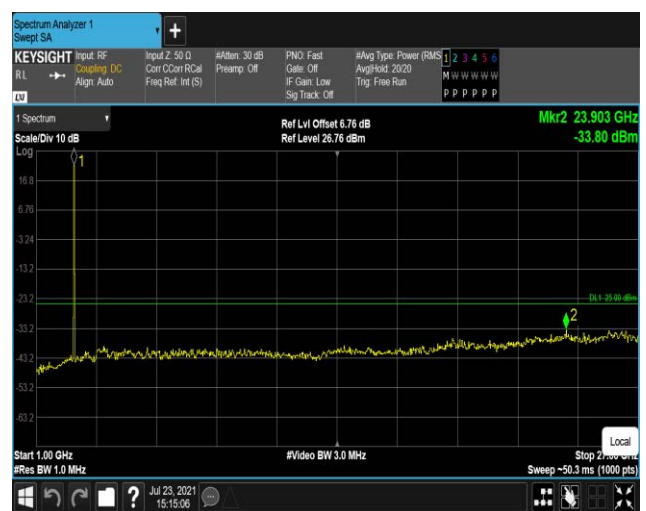 Spectrum Analyzer 1
Swept SA
+
KEYSIGHT Input: RF Input Z: 50 Ω #Atten: 30 dB PNO: Fast #Avg Type: Power (RMS 1 2 3 4 5 6
RL Coupling: DC Corr CCorr RCal Preamp: Off Gate: Off Avg|Hold: 20/20 M W W W W W
Align: Auto Freq Ref: Int (S) IF Gain: Low Trig: Free Run
LXI Sig Track: Off P P P P P P
1 Spectrum Ref Lvl Offset 6.76 dB Mkr2 23.903 GHz
Scale/Div 10 dB Ref Level 26.76 dBm -33.80 dBm
Log
1
16.8
6.76
-3.24
-13.2
-23.2
DL1 -25.00 dBm
2
-33.2
-43.2
-53.2
-63.2
Local
Start 1.00 GHz #Video BW 3.0 MHz Stop
#Res BW 1.0 MHz Sweep ~50.3 ms (1000 pts)
? Jul 23, 2021
15:15:06